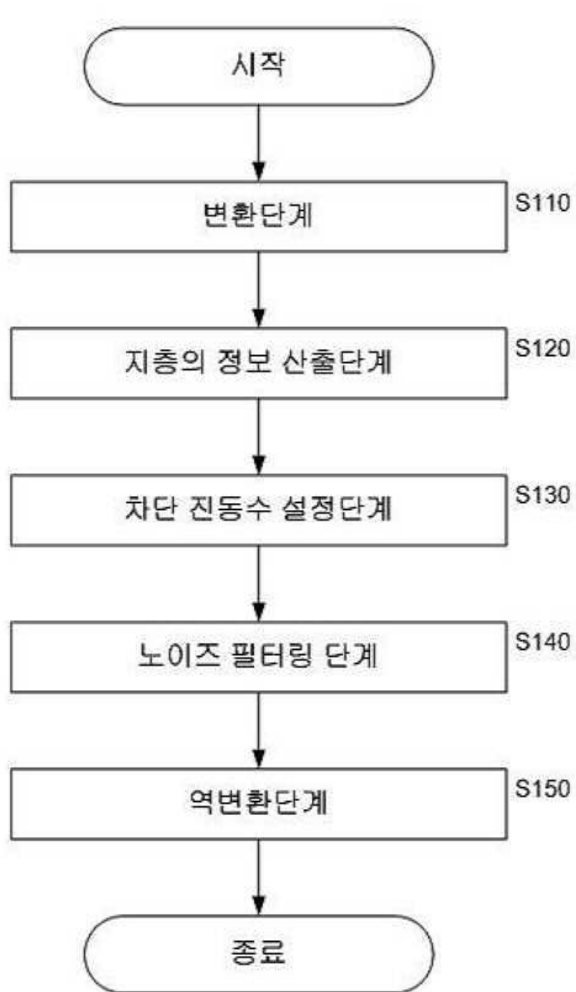 시작
변환단계
S110
지층의 정보 산출단계
S120
차단 진동수 설정단계
S130
노이즈 필터링 단계
S140
역변환단계
S150
종료